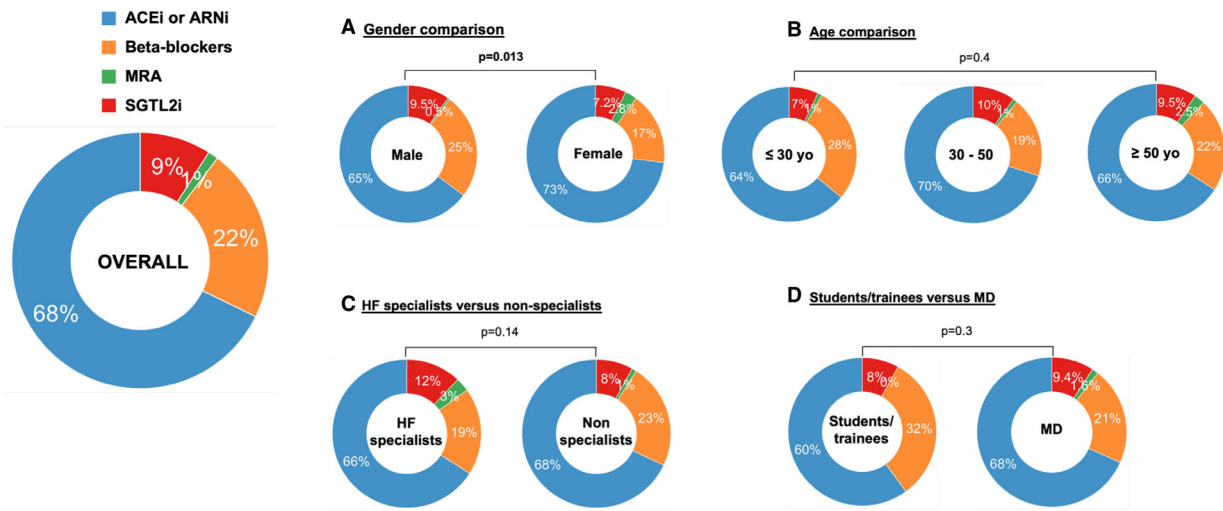 ACEi or ARNi
Beta-blockers
MRA
SGTL2i
9%
1%
22%
68%
OVERALL
A Gender comparison
p=0.013
9.5%
0.5%
25%
65%
Male
7.2%
2.8%
17%
73%
Female
B Age comparison
p=0.4
7%
1%
28%
64%
≤ 30 yo
10%
1%
19%
70%
30 - 50
9.5%
2.5%
22%
66%
≥ 50 yo
C HF specialists versus non-specialists
p=0.14
12%
3%
19%
66%
HF
specialists
8%
1%
23%
68%
Non
specialists
D Students/trainees versus MD
p=0.3
8%
0%
32%
60%
Students/
trainees
9.4%
1.6%
21%
68%
MD